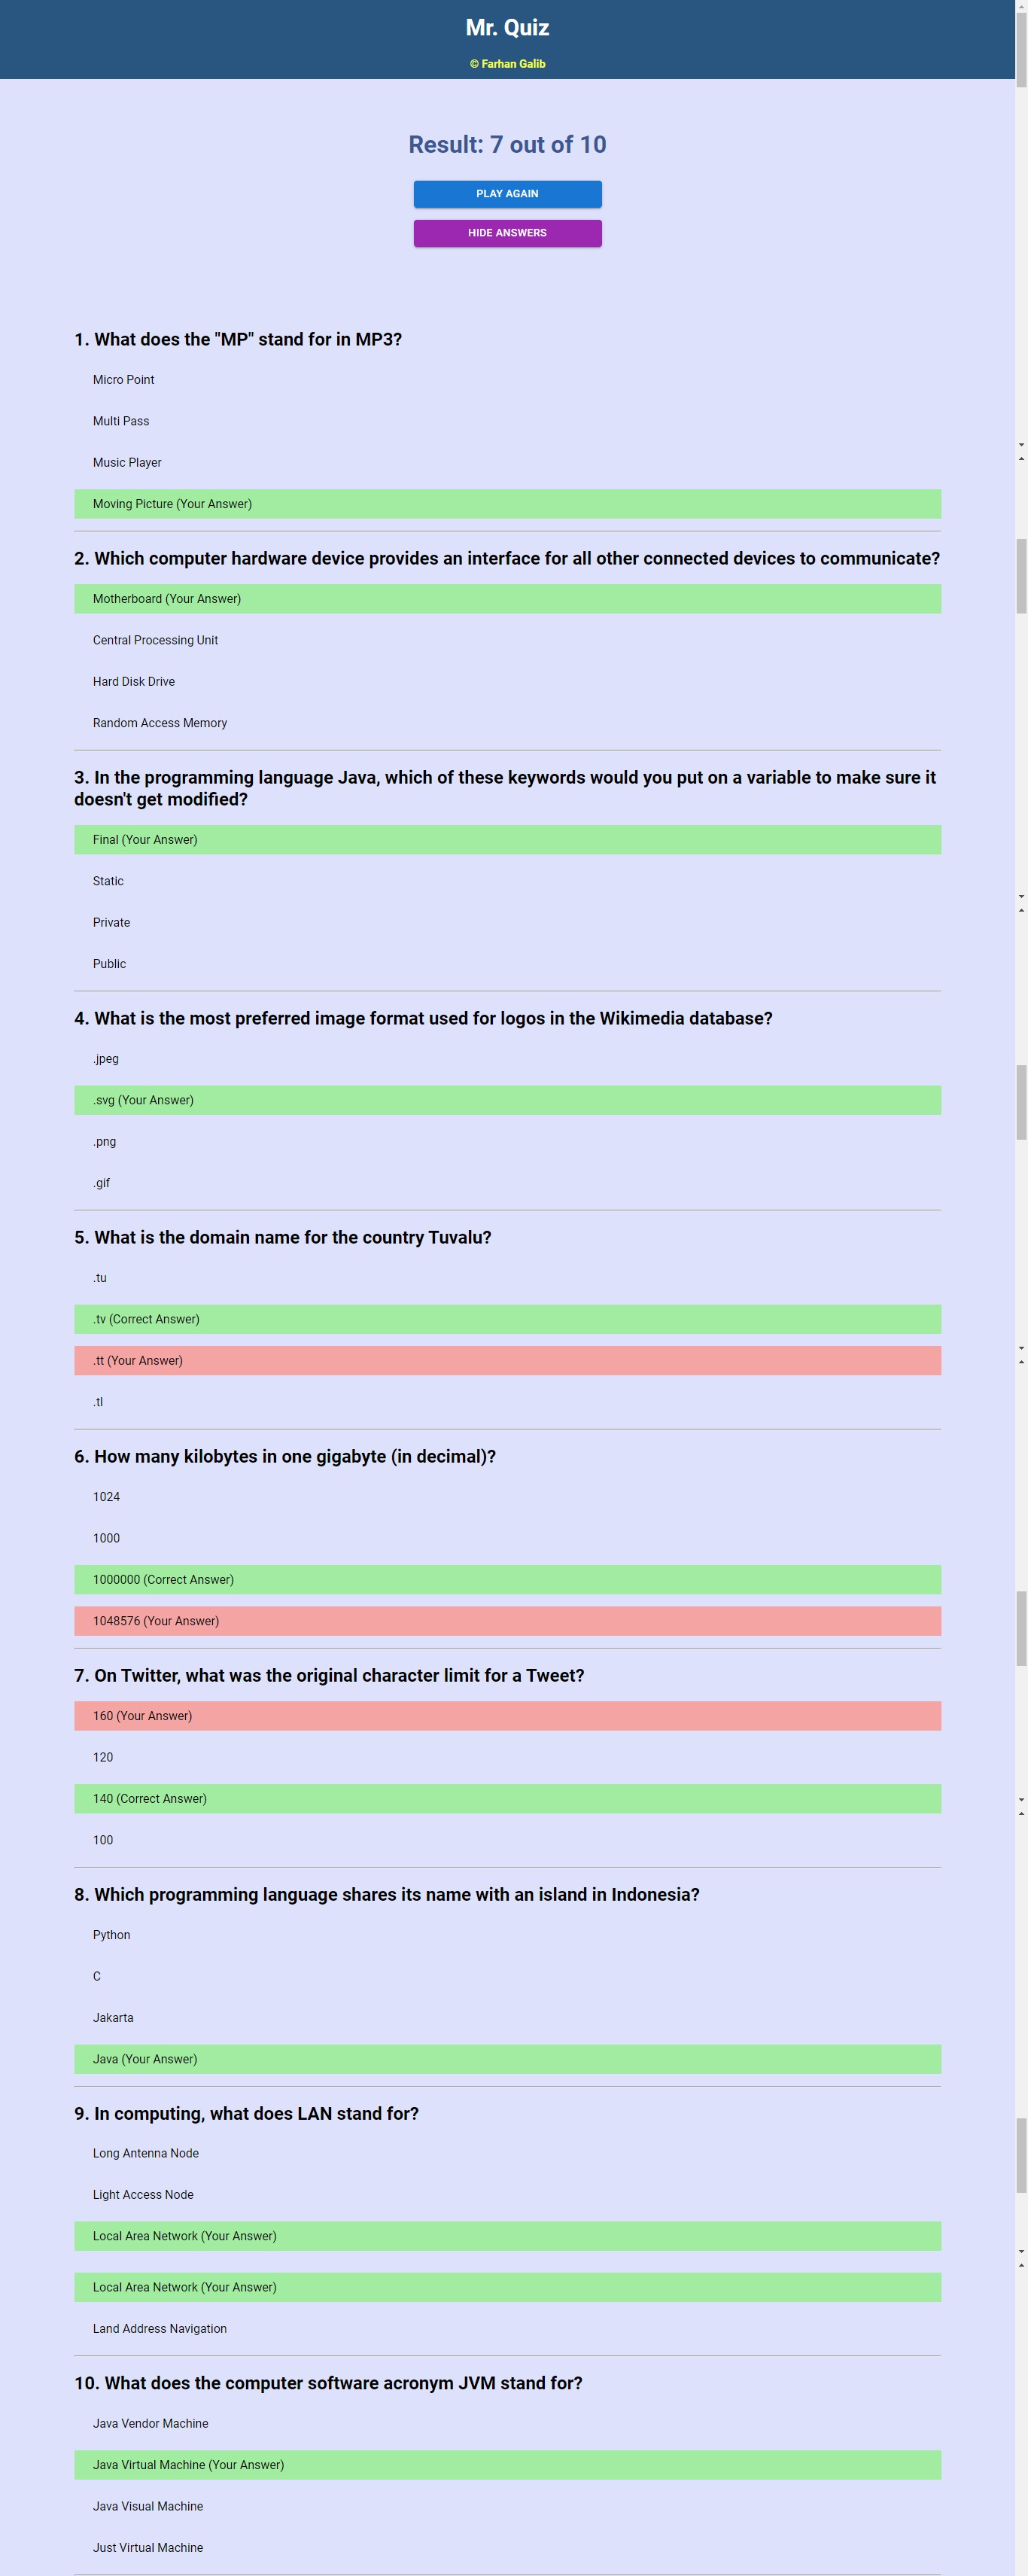 Mr. Quiz
© Farhan Galib
Result: 7 out of 10
PLAY AGAIN
HIDE ANSWERS
1. What does the "MP" stand for in MP3?
Micro Point
Multi Pass
Music Player
Moving Picture (Your Answer)
2. Which computer hardware device provides an interface for all other connected devices to communicate?
Motherboard (Your Answer)
Central Processing Unit
Hard Disk Drive
Random Access Memory
3. In the programming language Java, which of these keywords would you put on a variable to make sure it
doesn't get modified?
Final (Your Answer)
Static
Private
Public
4. What is the most preferred image format used for logos in the Wikimedia database?
.jpeg
.svg (Your Answer)
.png
.gif
5. What is the domain name for the country Tuvalu?
.tu
.tv (Correct Answer)
.tt (Your Answer)
.tl
6. How many kilobytes in one gigabyte (in decimal)?
1024
1000
1000000 (Correct Answer)
1048576 (Your Answer)
7. On Twitter, what was the original character limit for a Tweet?
160 (Your Answer)
120
140 (Correct Answer)
100
8. Which programming language shares its name with an island in Indonesia?
Python
C
Jakarta
Java (Your Answer)
9. In computing, what does LAN stand for?
Long Antenna Node
Light Access Node
Local Area Network (Your Answer)
Local Area Network (Your Answer)
Land Address Navigation
10. What does the computer software acronym JVM stand for?
Java Vendor Machine
Java Virtual Machine (Your Answer)
Java Visual Machine
Just Virtual Machine